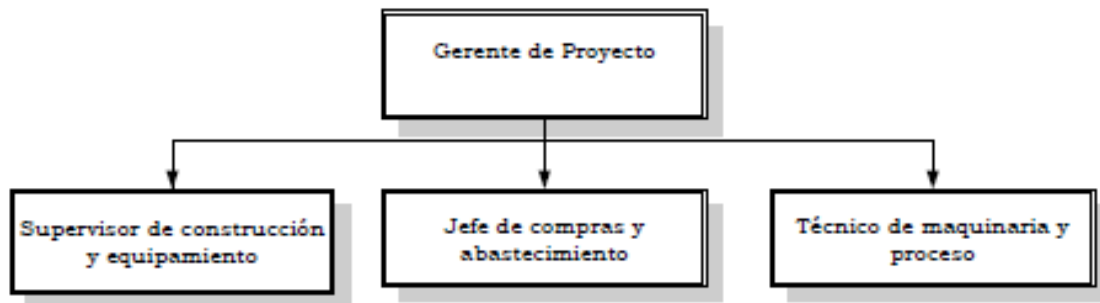 Gerente de Proyecto
Supervisor de construcción
y equipamiento
Jefe de compras y
abastecimiento
Técnico de maquinaria y
proceso